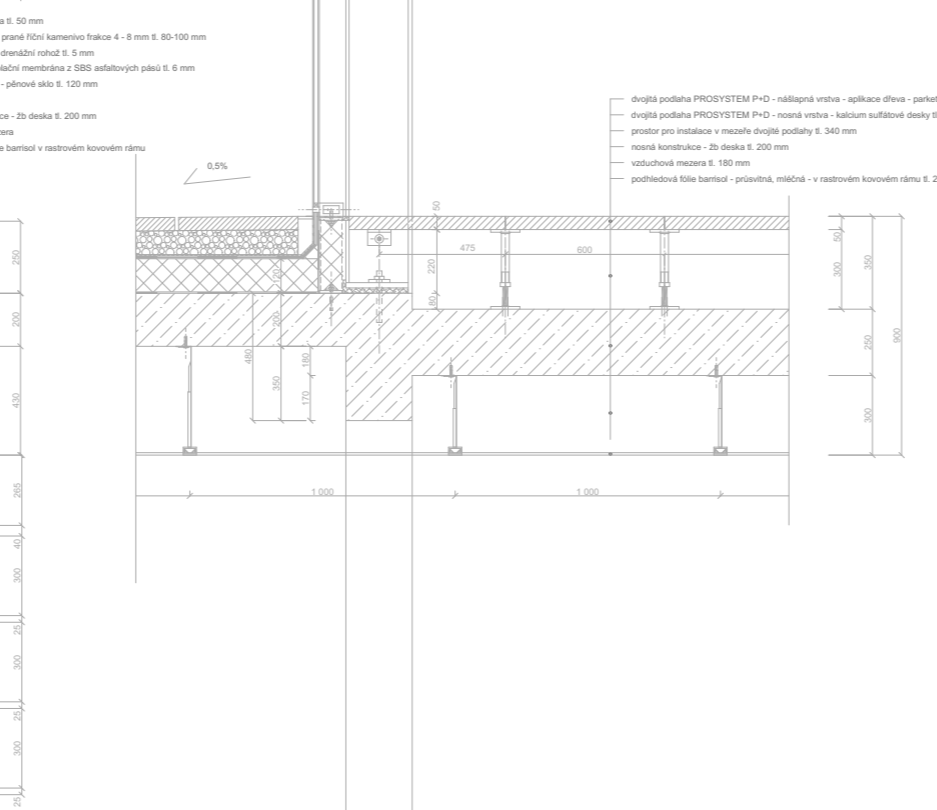 a tl. 50 mm
prané říční kamenivo frakce 4 - 8 mm tl. 80-100 mm
drenážní rohož tl. 5 mm
lační membrána z SBS asfaltových pásů tl. 6 mm
- pěnové sklo tl. 120 mm
ce - žb deska tl. 200 mm
zera
e barrisol v rastrovém kovovém rámu
dvojitá podlaha PROSYSTEM P+D - nášlapná vrstva - aplikace dřeva - parket
dvojitá podlaha PROSYSTEM P+D - nosná vrstva - kalcium sulfátové desky tl
prostor pro instalace v mezeře dvojité podlahy tl. 340 mm
nosná konstrukce - žb deska tl. 200 mm
vzduchová mezera tl. 180 mm
podhledová fólie barrisol - průsvitná, mléčná - v rastrovém kovovém rámu tl. 2
0,5%
50
475
600
220
80
120
200
480
350
180
170
250
200
430
265
40
300
25
300
25
300
25
50
300
350
250
300
900
1 000
1 000